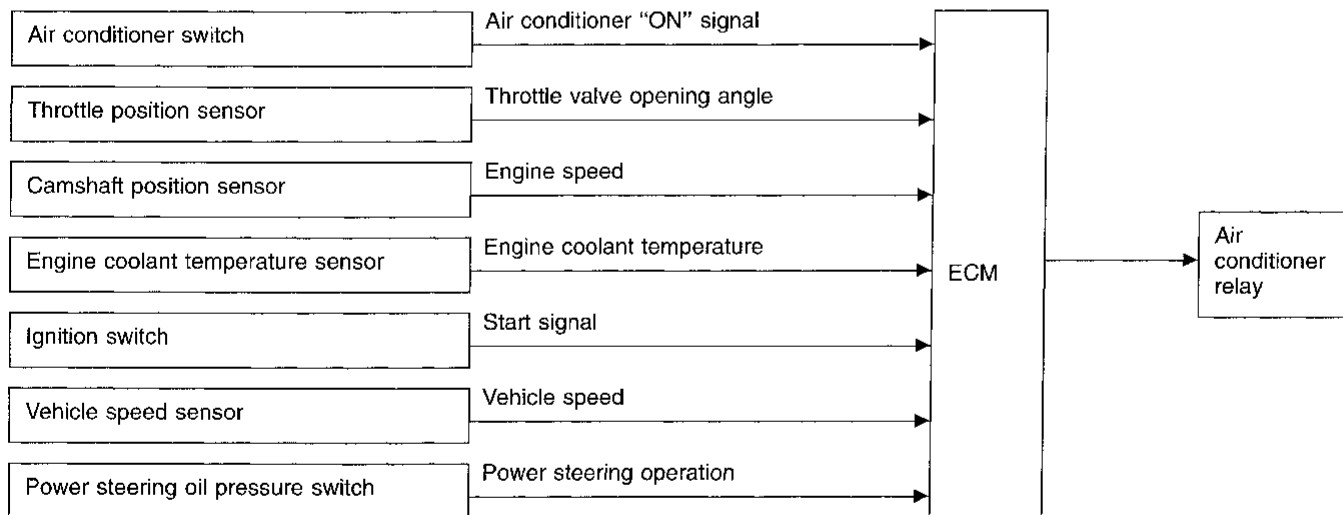 Air conditioner switch
Air conditioner “ON” signal
Throttle position sensor
Throttle valve opening angle
Camshaft position sensor
Engine speed
Engine coolant temperature sensor
Engine coolant temperature
Ignition switch
Start signal
Vehicle speed sensor
Vehicle speed
Power steering oil pressure switch
Power steering operation
ECM
Air
conditioner
relay